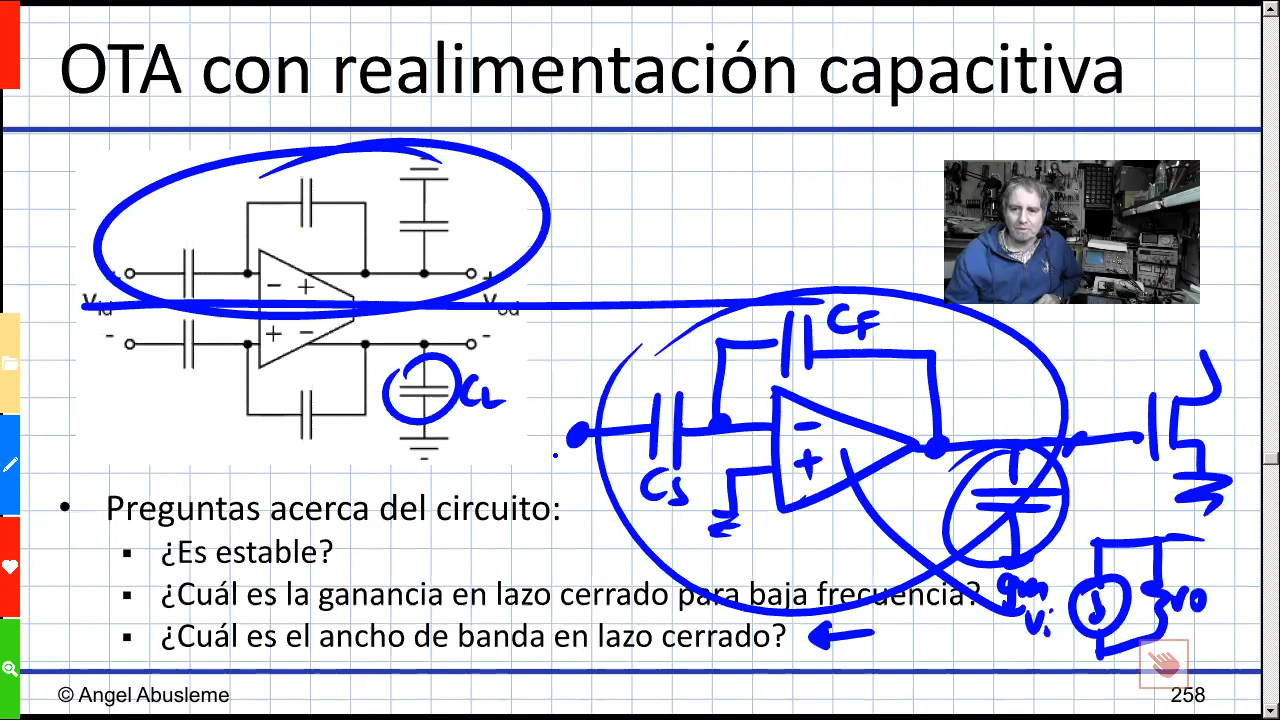 OTA con realimentación capacitiva
+
+
- +
Vid
Vod
-
+ -
-
CL
CF
-
+
CS
gm
Vi
ro
• Preguntas acerca del circuito:
▪ ¿Es estable?
▪ ¿Cuál es la ganancia en lazo cerrado para baja frecuencia?
▪ ¿Cuál es el ancho de banda en lazo cerrado?
© Angel Abusleme
258